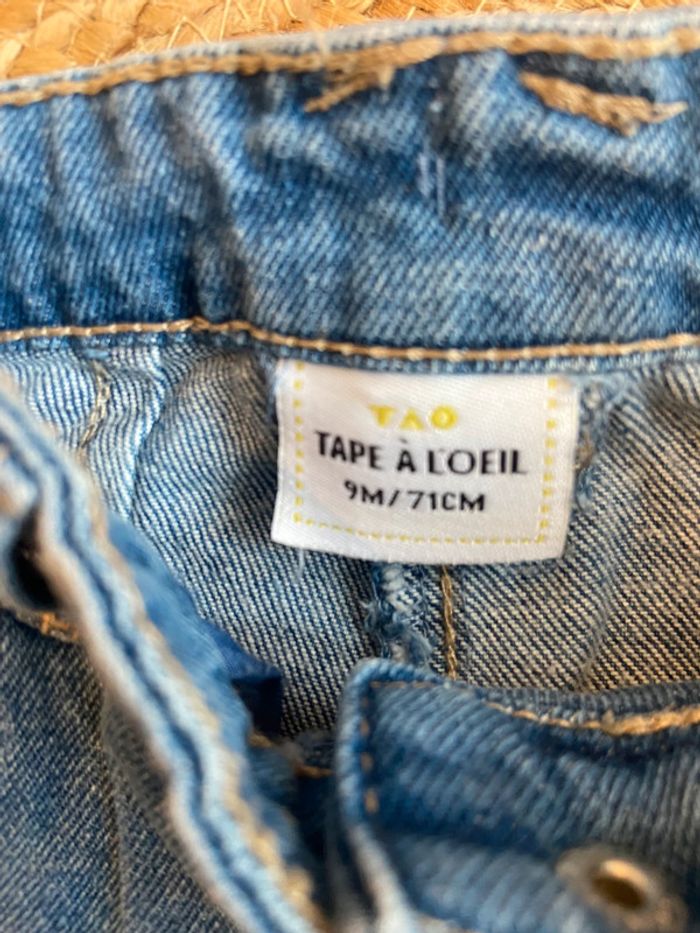 TAO
TAPE À L'OEIL
9M/71CM